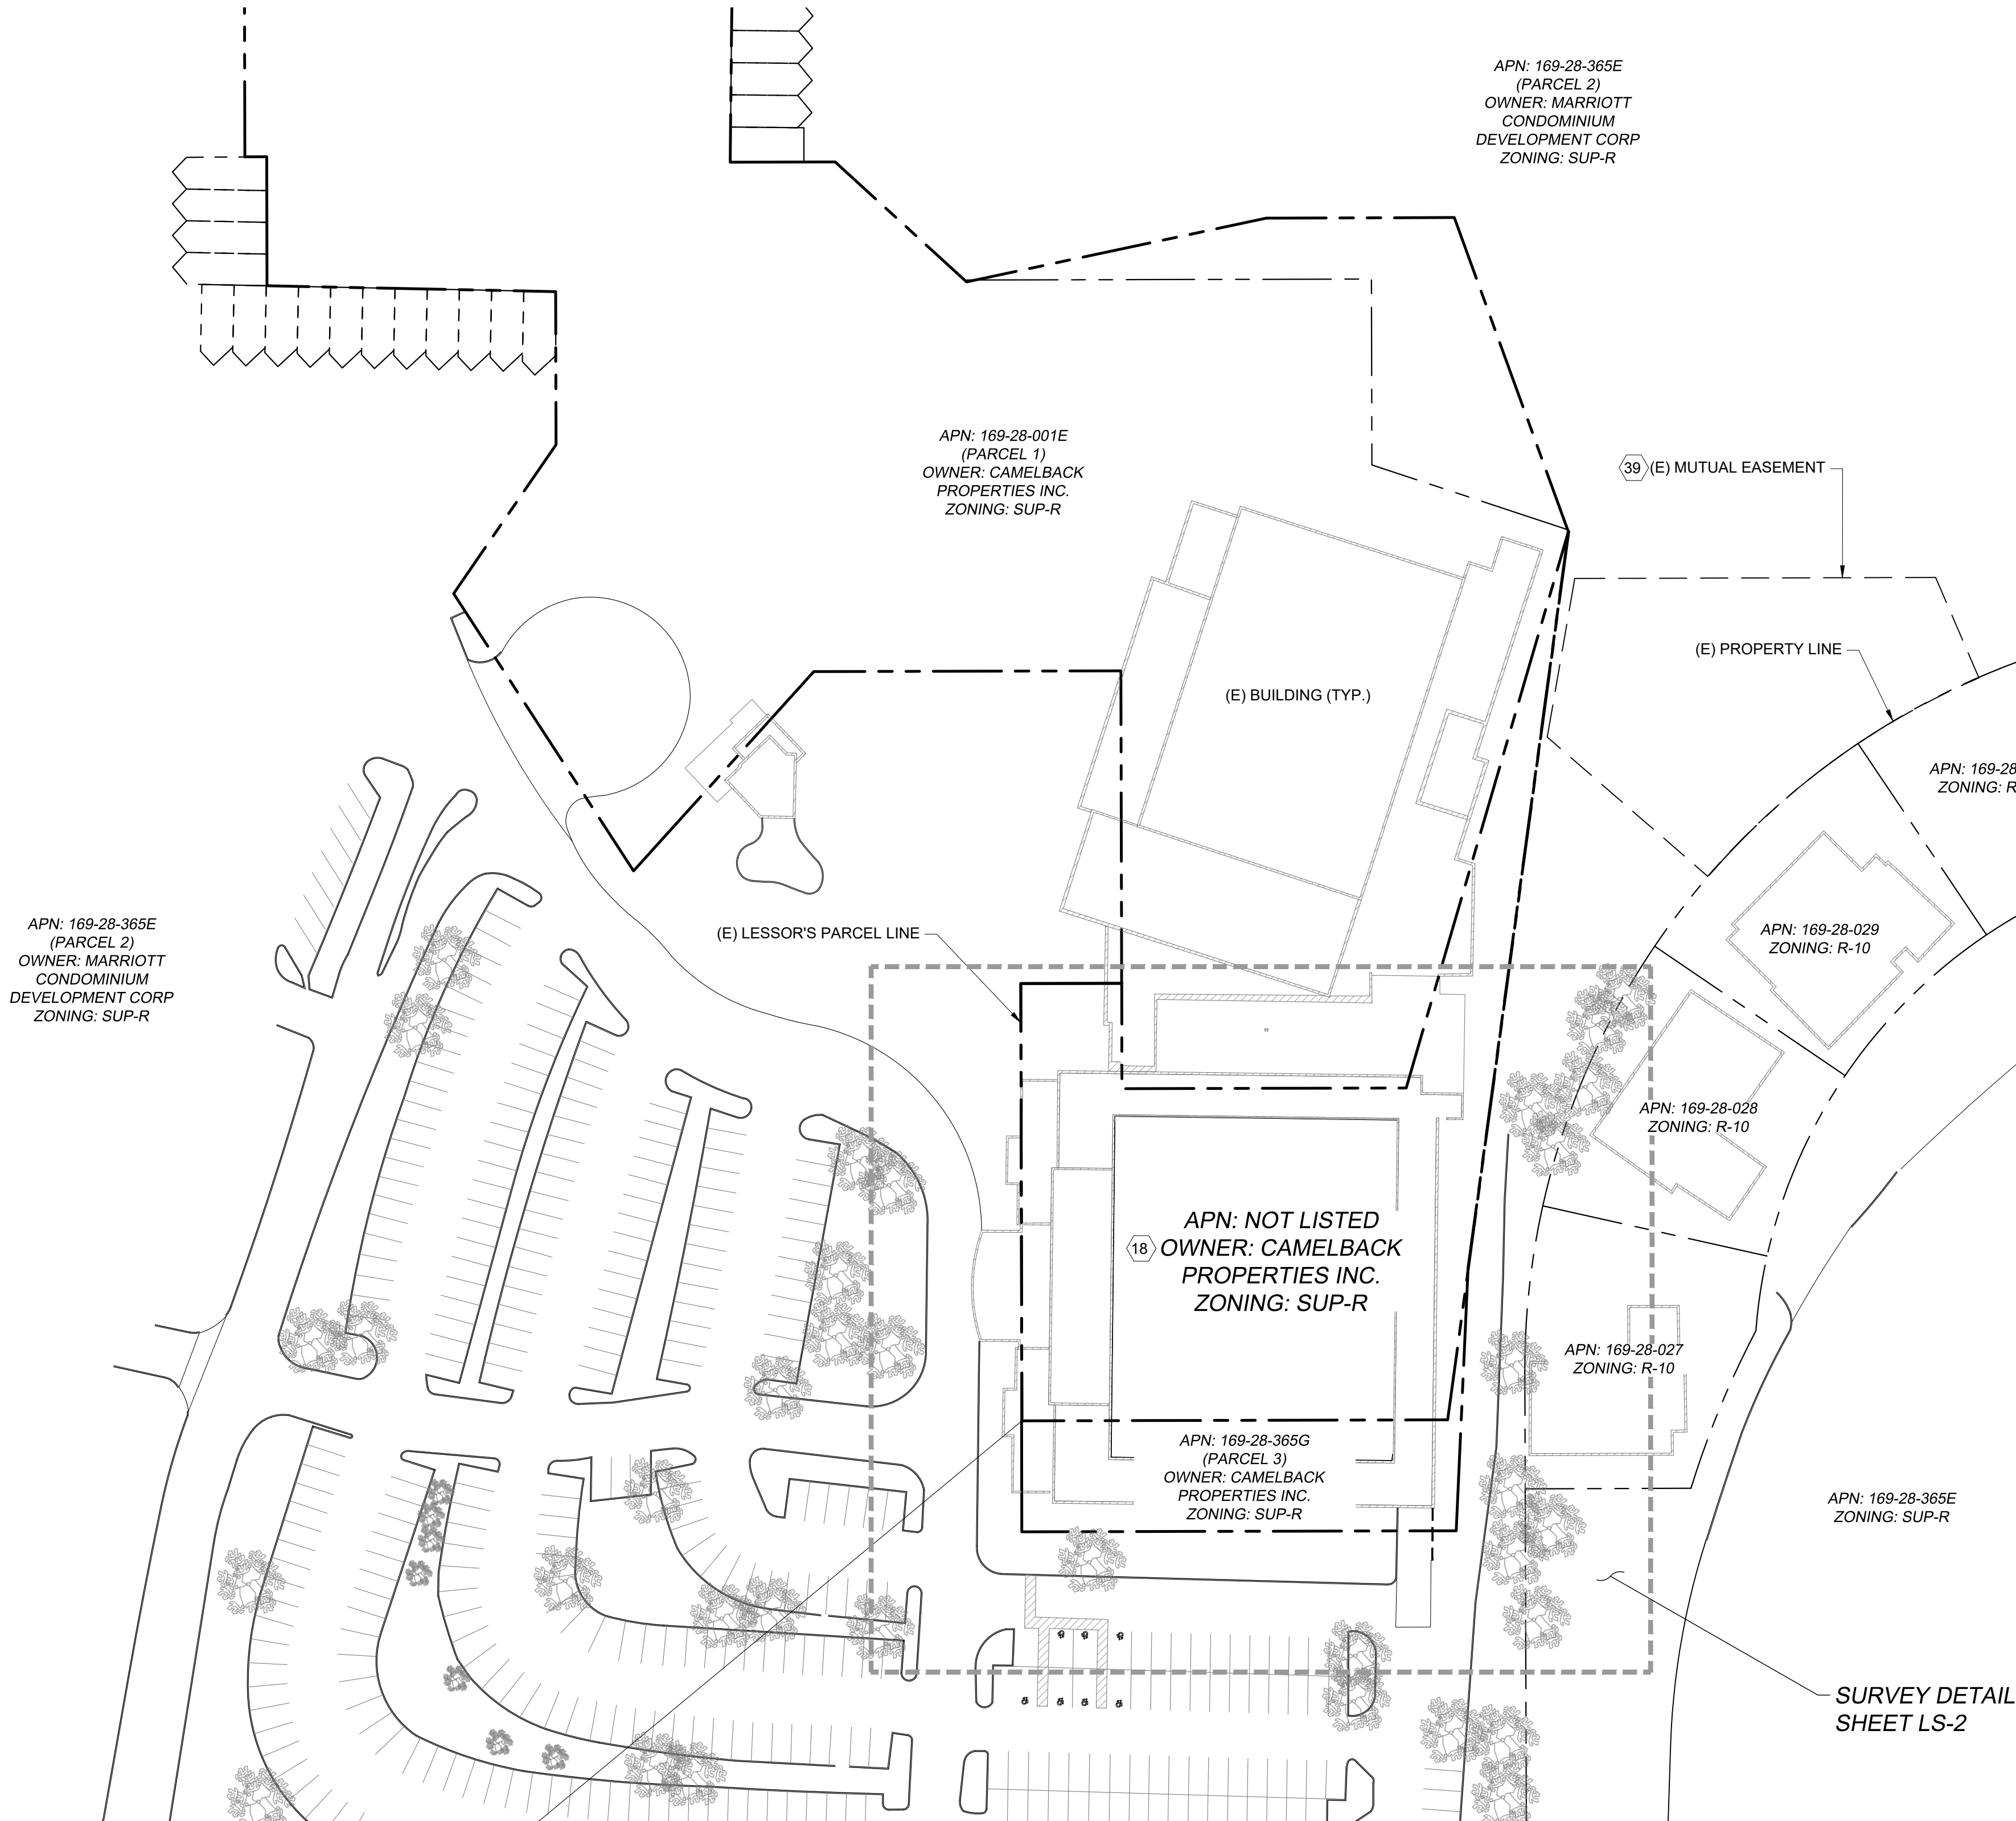 APN: 169-28-365E
(PARCEL 2)
OWNER: MARRIOTT
CONDOMINIUM
DEVELOPMENT CORP
ZONING: SUP-R
APN: 169-28-001E
(PARCEL 1)
OWNER: CAMELBACK
PROPERTIES INC.
ZONING: SUP-R
39 (E) MUTUAL EASEMENT
(E) PROPERTY LINE
(E) BUILDING (TYP.)
APN: 169-28
ZONING: R
APN: 169-28-029
ZONING: R-10
(E) LESSOR'S PARCEL LINE
APN: 169-28-365E
(PARCEL 2)
OWNER: MARRIOTT
CONDOMINIUM
DEVELOPMENT CORP
ZONING: SUP-R
APN: 169-28-028
ZONING: R-10
APN: NOT LISTED
18 OWNER: CAMELBACK
PROPERTIES INC.
ZONING: SUP-R
APN: 169-28-027
ZONING: R-10
APN: 169-28-365G
(PARCEL 3)
OWNER: CAMELBACK
PROPERTIES INC.
ZONING: SUP-R
APN: 169-28-365E
ZONING: SUP-R
SURVEY DETAIL
SHEET LS-2